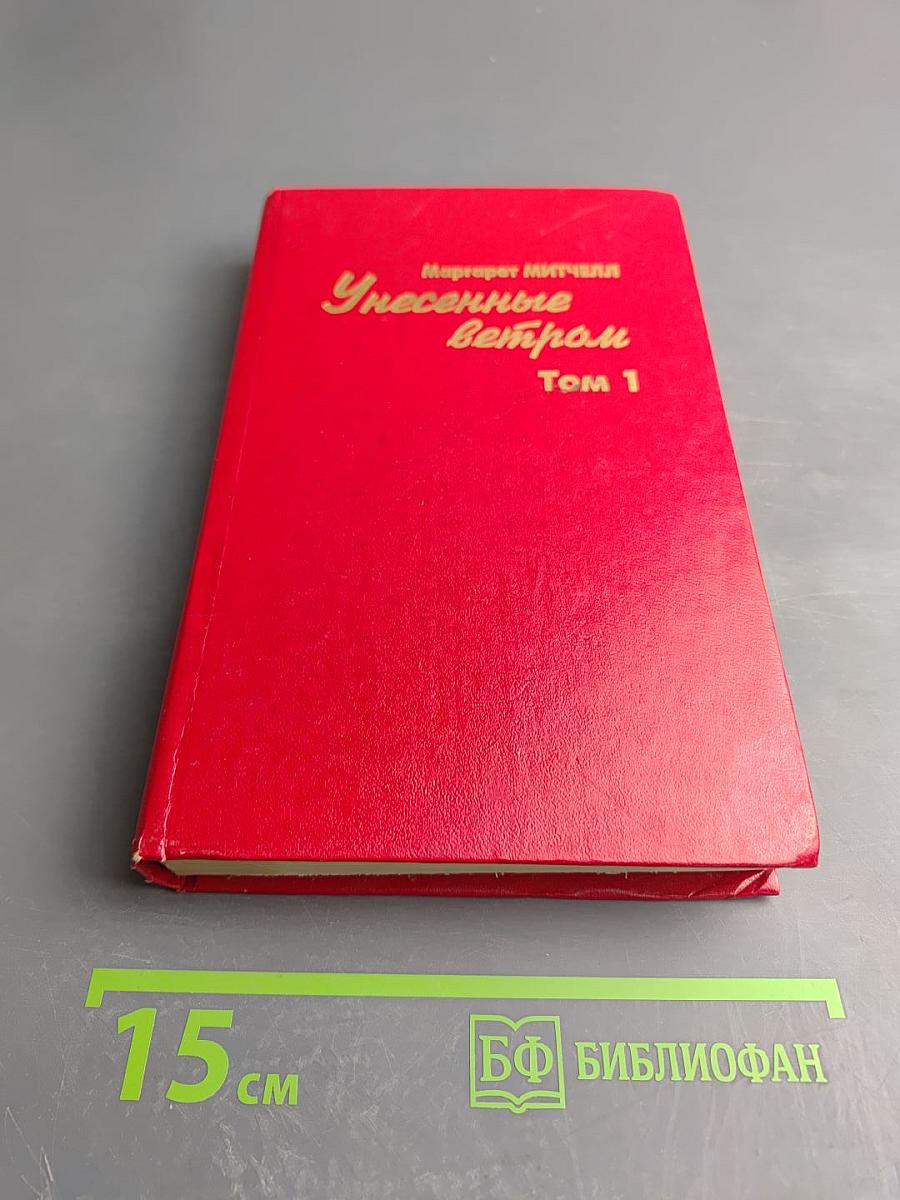 Маргарет МИТЧЕЛЛ
Унесенные
ветром
Том 1
15 см
БФ БИБЛИОФАН